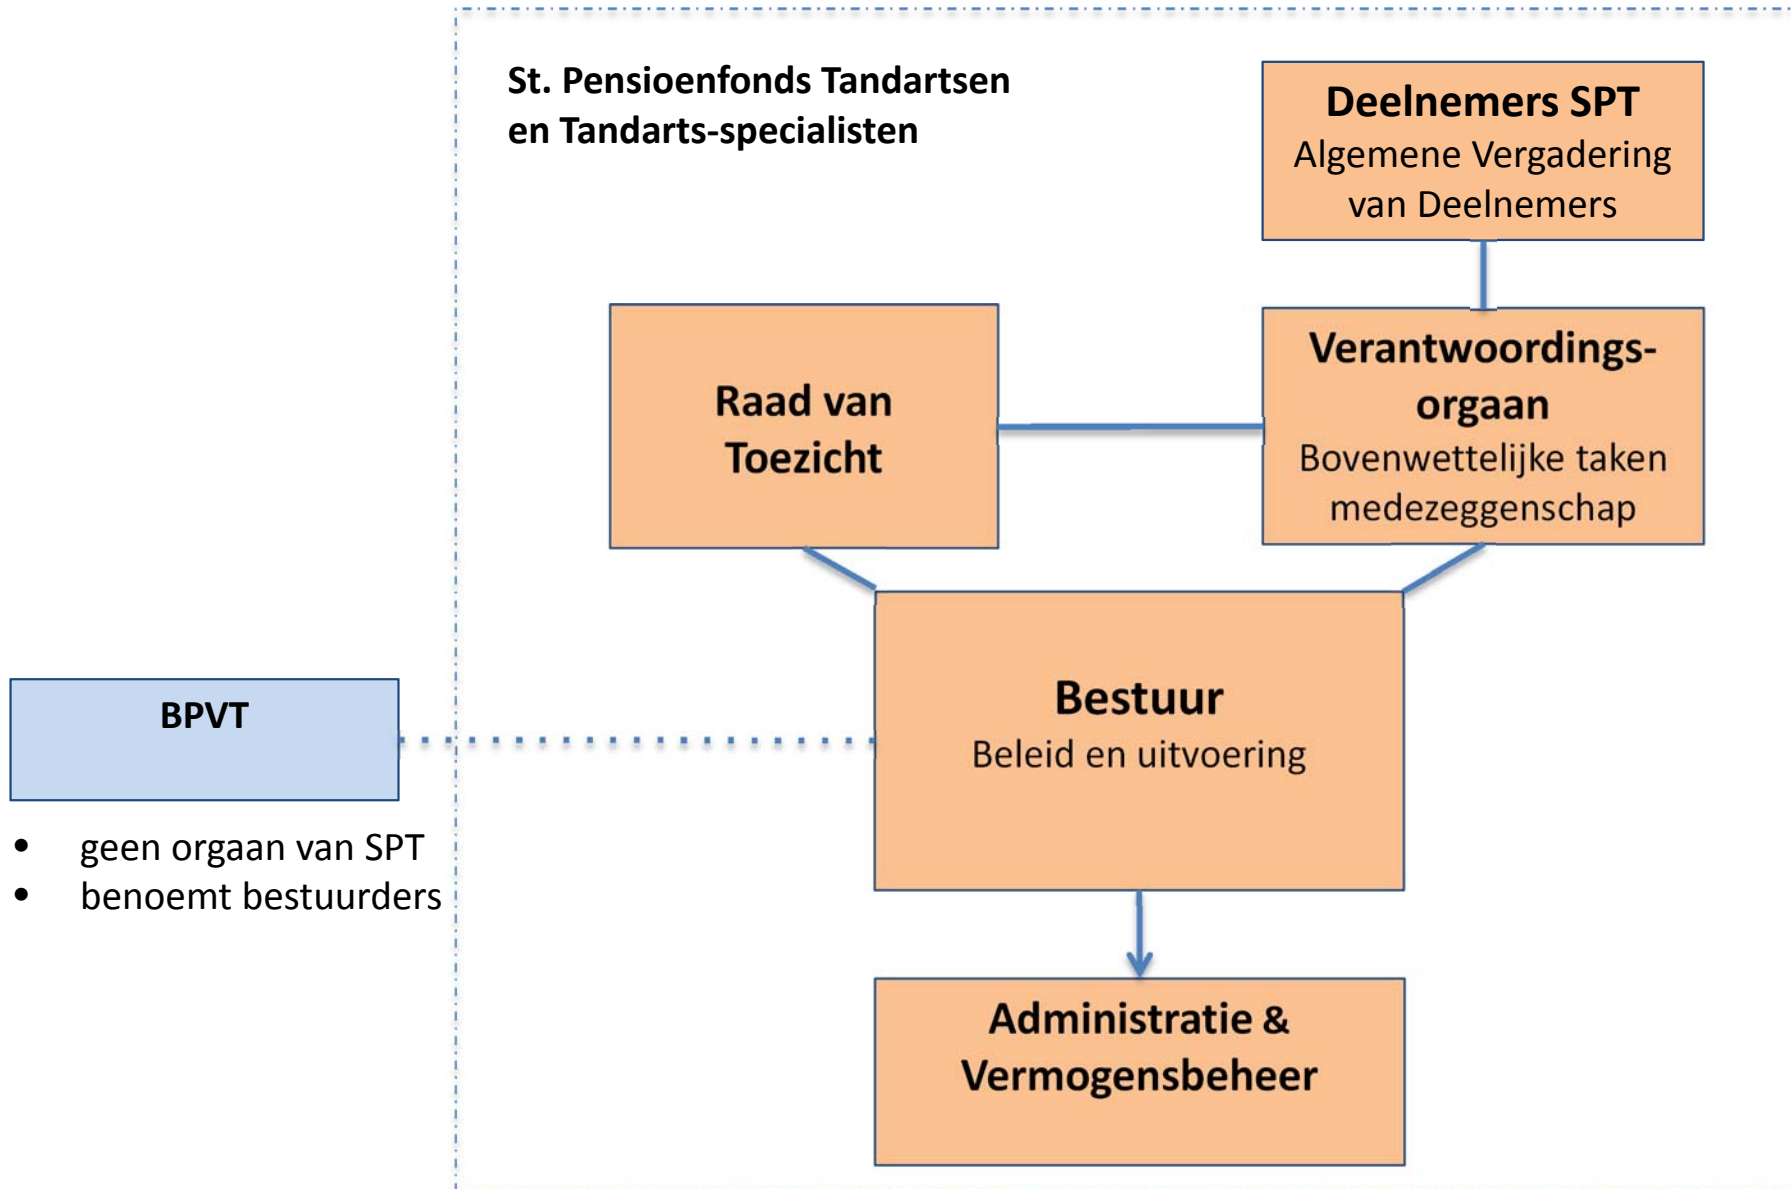 St. Pensioenfonds Tandartsen
en Tandarts-specialisten
Deelnemers SPT
Algemene Vergadering
van Deelnemers
Raad van
Toezicht
Verantwoordings-
orgaan
Bovenwettelijke taken
medezeggenschap
Bestuur
Beleid en uitvoering
BPVT
• geen orgaan van SPT
• benoemt bestuurders
Administratie &
Vermogensbeheer